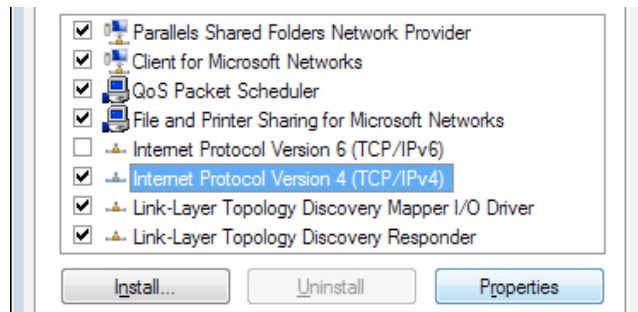 Parallels Shared Folders Network Provider
Client for Microsoft Networks
QoS Packet Scheduler
File and Printer Sharing for Microsoft Networks
Internet Protocol Version 6 (TCP/IPv6)
Internet Protocol Version 4 (TCP/IPv4)
Link-Layer Topology Discovery Mapper I/O Driver
Link-Layer Topology Discovery Responder
Install... Uninstall Properties